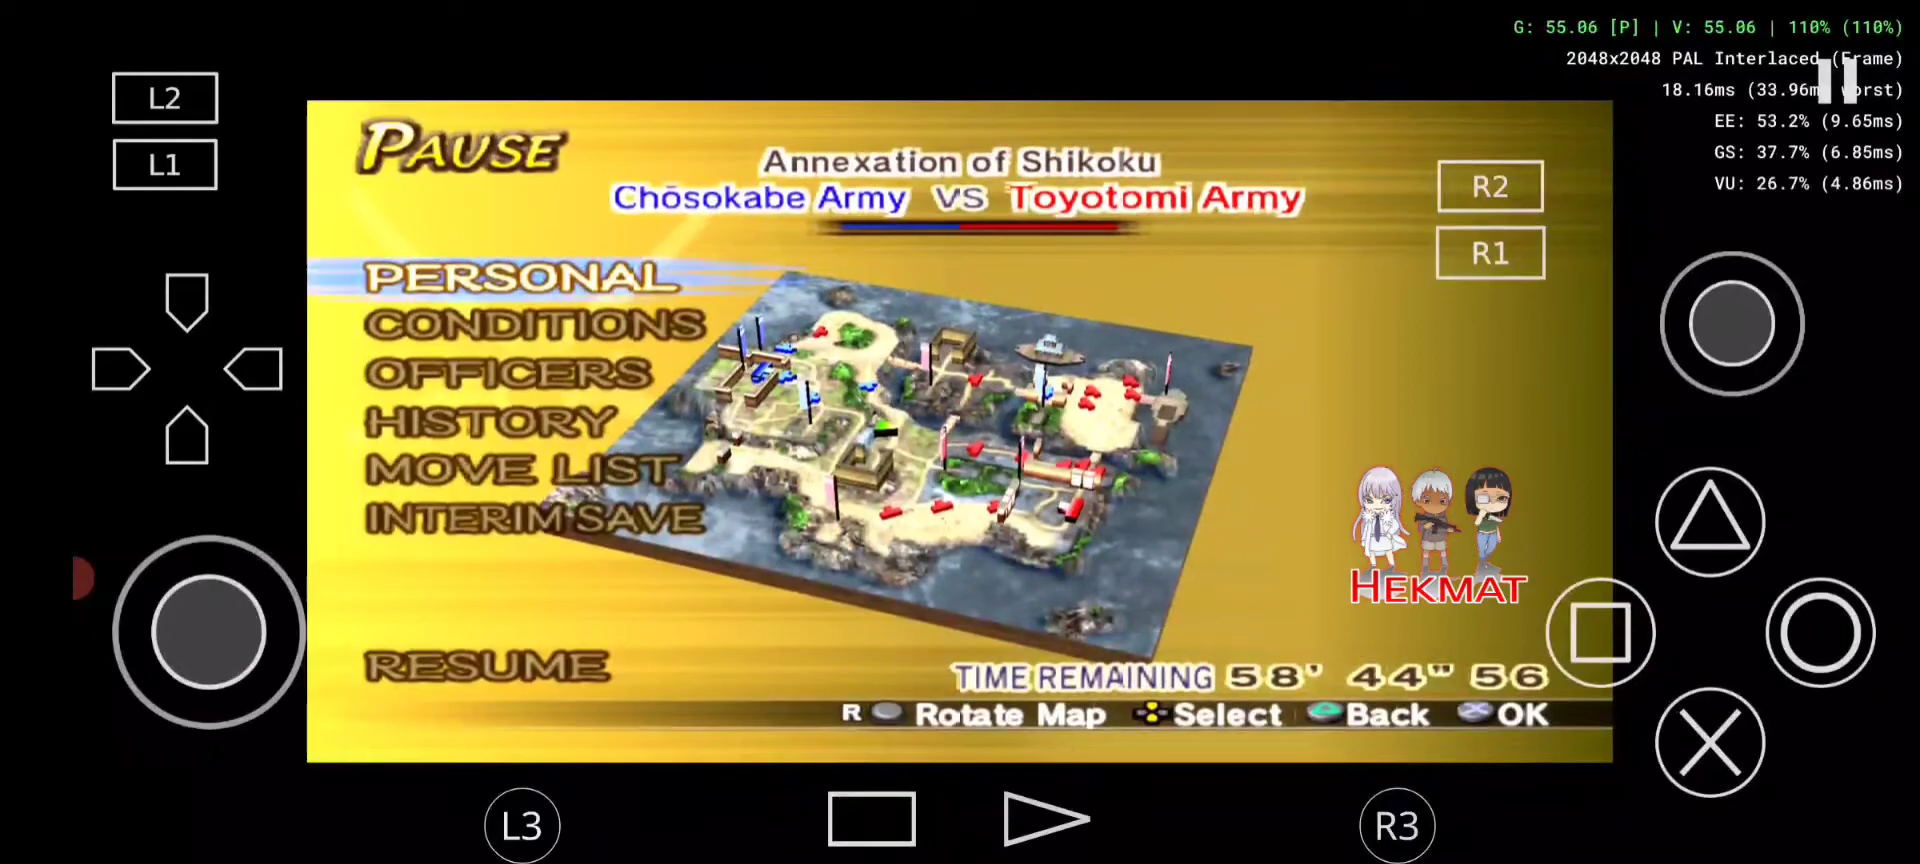 G: 55.06 [P] | V: 55.06 | 110% (110%)
2048x2048 PAL Interlaced (Frame)
18.16ms (33.96m worst)
EE: 53.2% (9.65ms)
GS: 37.7% (6.85ms)
VU: 26.7% (4.86ms)
L2
L1
PAUSE
Annexation of Shikoku
Chōsokabe Army VS Toyotomi Army
R2
R1
PERSONAL
CONDITIONS
OFFICERS
HISTORY
MOVE LIST
INTERIM SAVE
HEKMAT
RESUME
TIME REMAINING 58' 44" 56
R Rotate Map Select Back OK
L3
R3